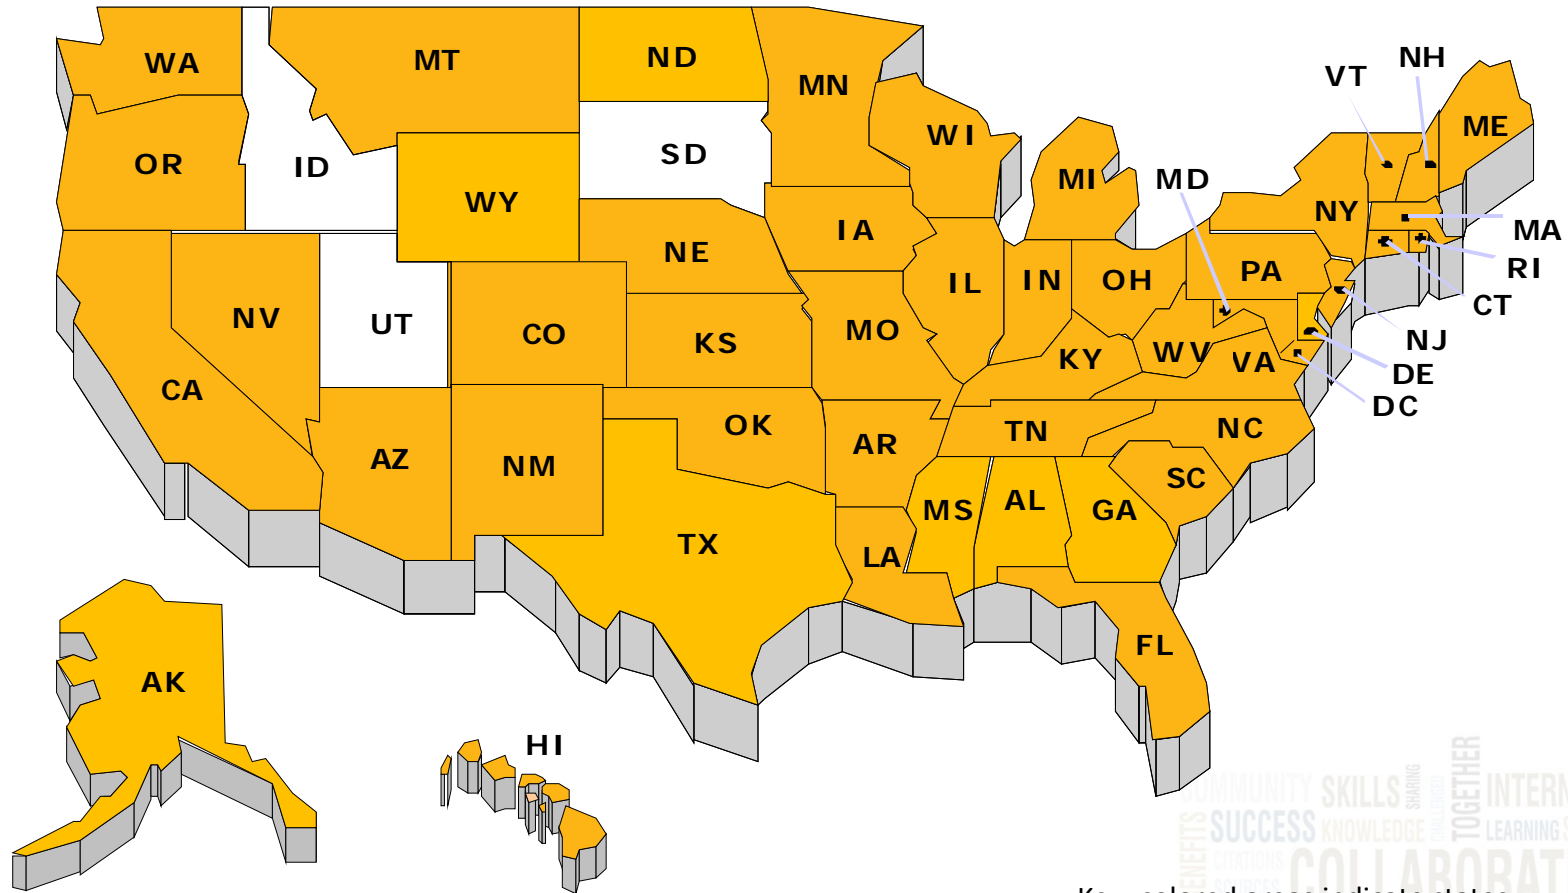 WA
MT
ND
MN
VT
NH
ME
OR
ID
SD
WI
MI
MD
WY
NY
IA
MA
NE
RI
PA
IL
IN
OH
CT
NV
UT
CO
KS
MO
NJ
KY
WV
VA
DE
CA
DC
OK
TN
NC
AZ
NM
AR
SC
MS
AL
GA
TX
LA
FL
AK
HI
SKILLS
SHARING
TOGETHER
SUCCESS
KNOWLEDGE
LEARNING
CITATIONS